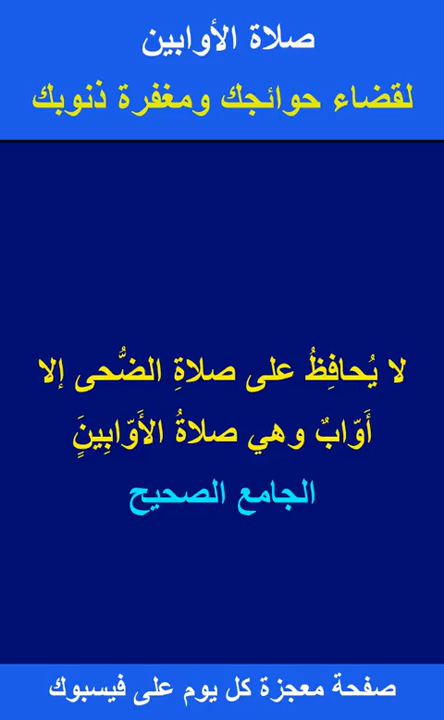 صلاة الأوابين
لقضاء حوائجك ومغفرة ذنوبك
لا يُحافِظُ على صلاةِ الضُّحى إلا
أَوّابٌ وهي صلاةُ الأَوّابِينٍَ
الجامع الصحيح
صفحة معجزة كل يوم على فيسبوك